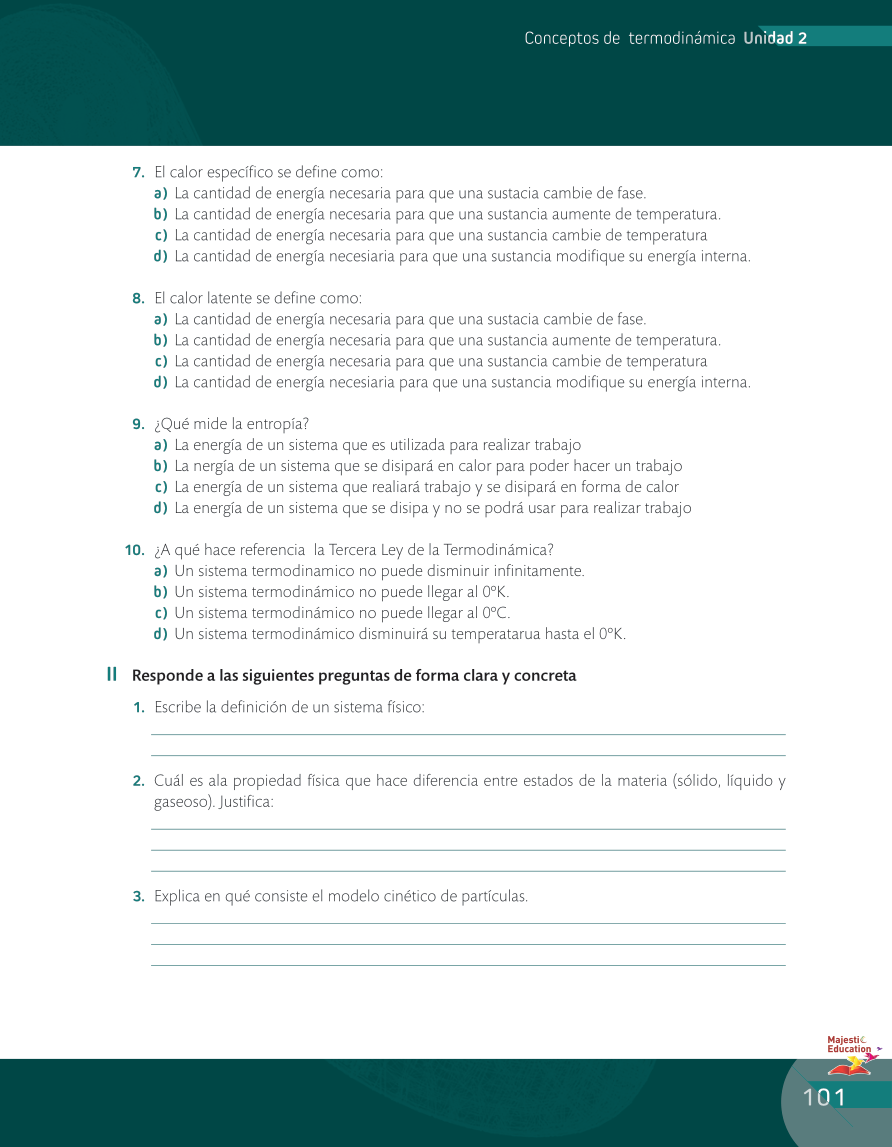 Conceptos de termodinámica Unidad 2
7. El calor específico se define como:
a) La cantidad de energía necesaria para que una sustacia cambie de fase.
b) La cantidad de energía necesaria para que una sustancia aumente de temperatura.
c) La cantidad de energía necesaria para que una sustancia cambie de temperatura
d) La cantidad de energía necesiaria para que una sustancia modifique su energía interna.
8. El calor latente se define como:
a) La cantidad de energía necesaria para que una sustacia cambie de fase.
b) La cantidad de energía necesaria para que una sustancia aumente de temperatura.
c) La cantidad de energía necesaria para que una sustancia cambie de temperatura
d) La cantidad de energía necesiaria para que una sustancia modifique su energía interna.
9. ¿Qué mide la entropía?
a) La energía de un sistema que es utilizada para realizar trabajo
b) La nergía de un sistema que se disipará en calor para poder hacer un trabajo
c) La energía de un sistema que realiará trabajo y se disipará en forma de calor
d) La energía de un sistema que se disipa y no se podrá usar para realizar trabajo
10. ¿A qué hace referencia la Tercera Ley de la Termodinámica?
a) Un sistema termodinamico no puede disminuir infinitamente.
b) Un sistema termodinámico no puede llegar al 0ºK.
c) Un sistema termodinámico no puede llegar al 0ºC.
d) Un sistema termodinámico disminuirá su temperatarua hasta el 0ºK.
II Responde a las siguientes preguntas de forma clara y concreta
1. Escribe la definición de un sistema físico:
2. Cuál es ala propiedad física que hace diferencia entre estados de la materia (sólido, líquido y
gaseoso). Justifica:
3. Explica en qué consiste el modelo cinético de partículas.
Majestic
Education
101